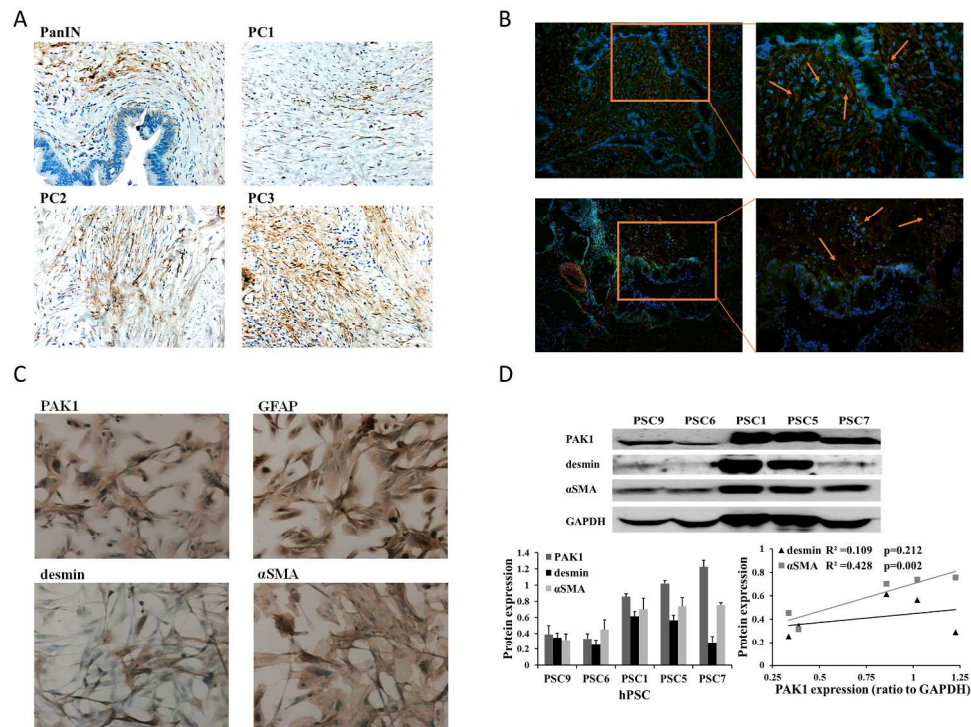 A
PanIN
PC1
PC2
PC3
B
C
PAK1
GFAP
desmin
αSMA
D
PSC9 PSC6 PSC1 PSC5 PSC7
PAK1
desmin
αSMA
GAPDH
Protein expression
1.4
1.2
1.0
0.8
0.6
0.4
0.2
0.0
PAK1
desmin
αSMA
PSC9 PSC6 PSC1 PSC5 PSC7
hPSC
Protein expression
1
0.8
0.6
0.4
0.2
0
desmin R² =0.109 p=0.212
αSMA R² =0.428 p=0.002
0.25 0.5 0.75 1 1.25
PAK1 expression (ratio to GAPDH)